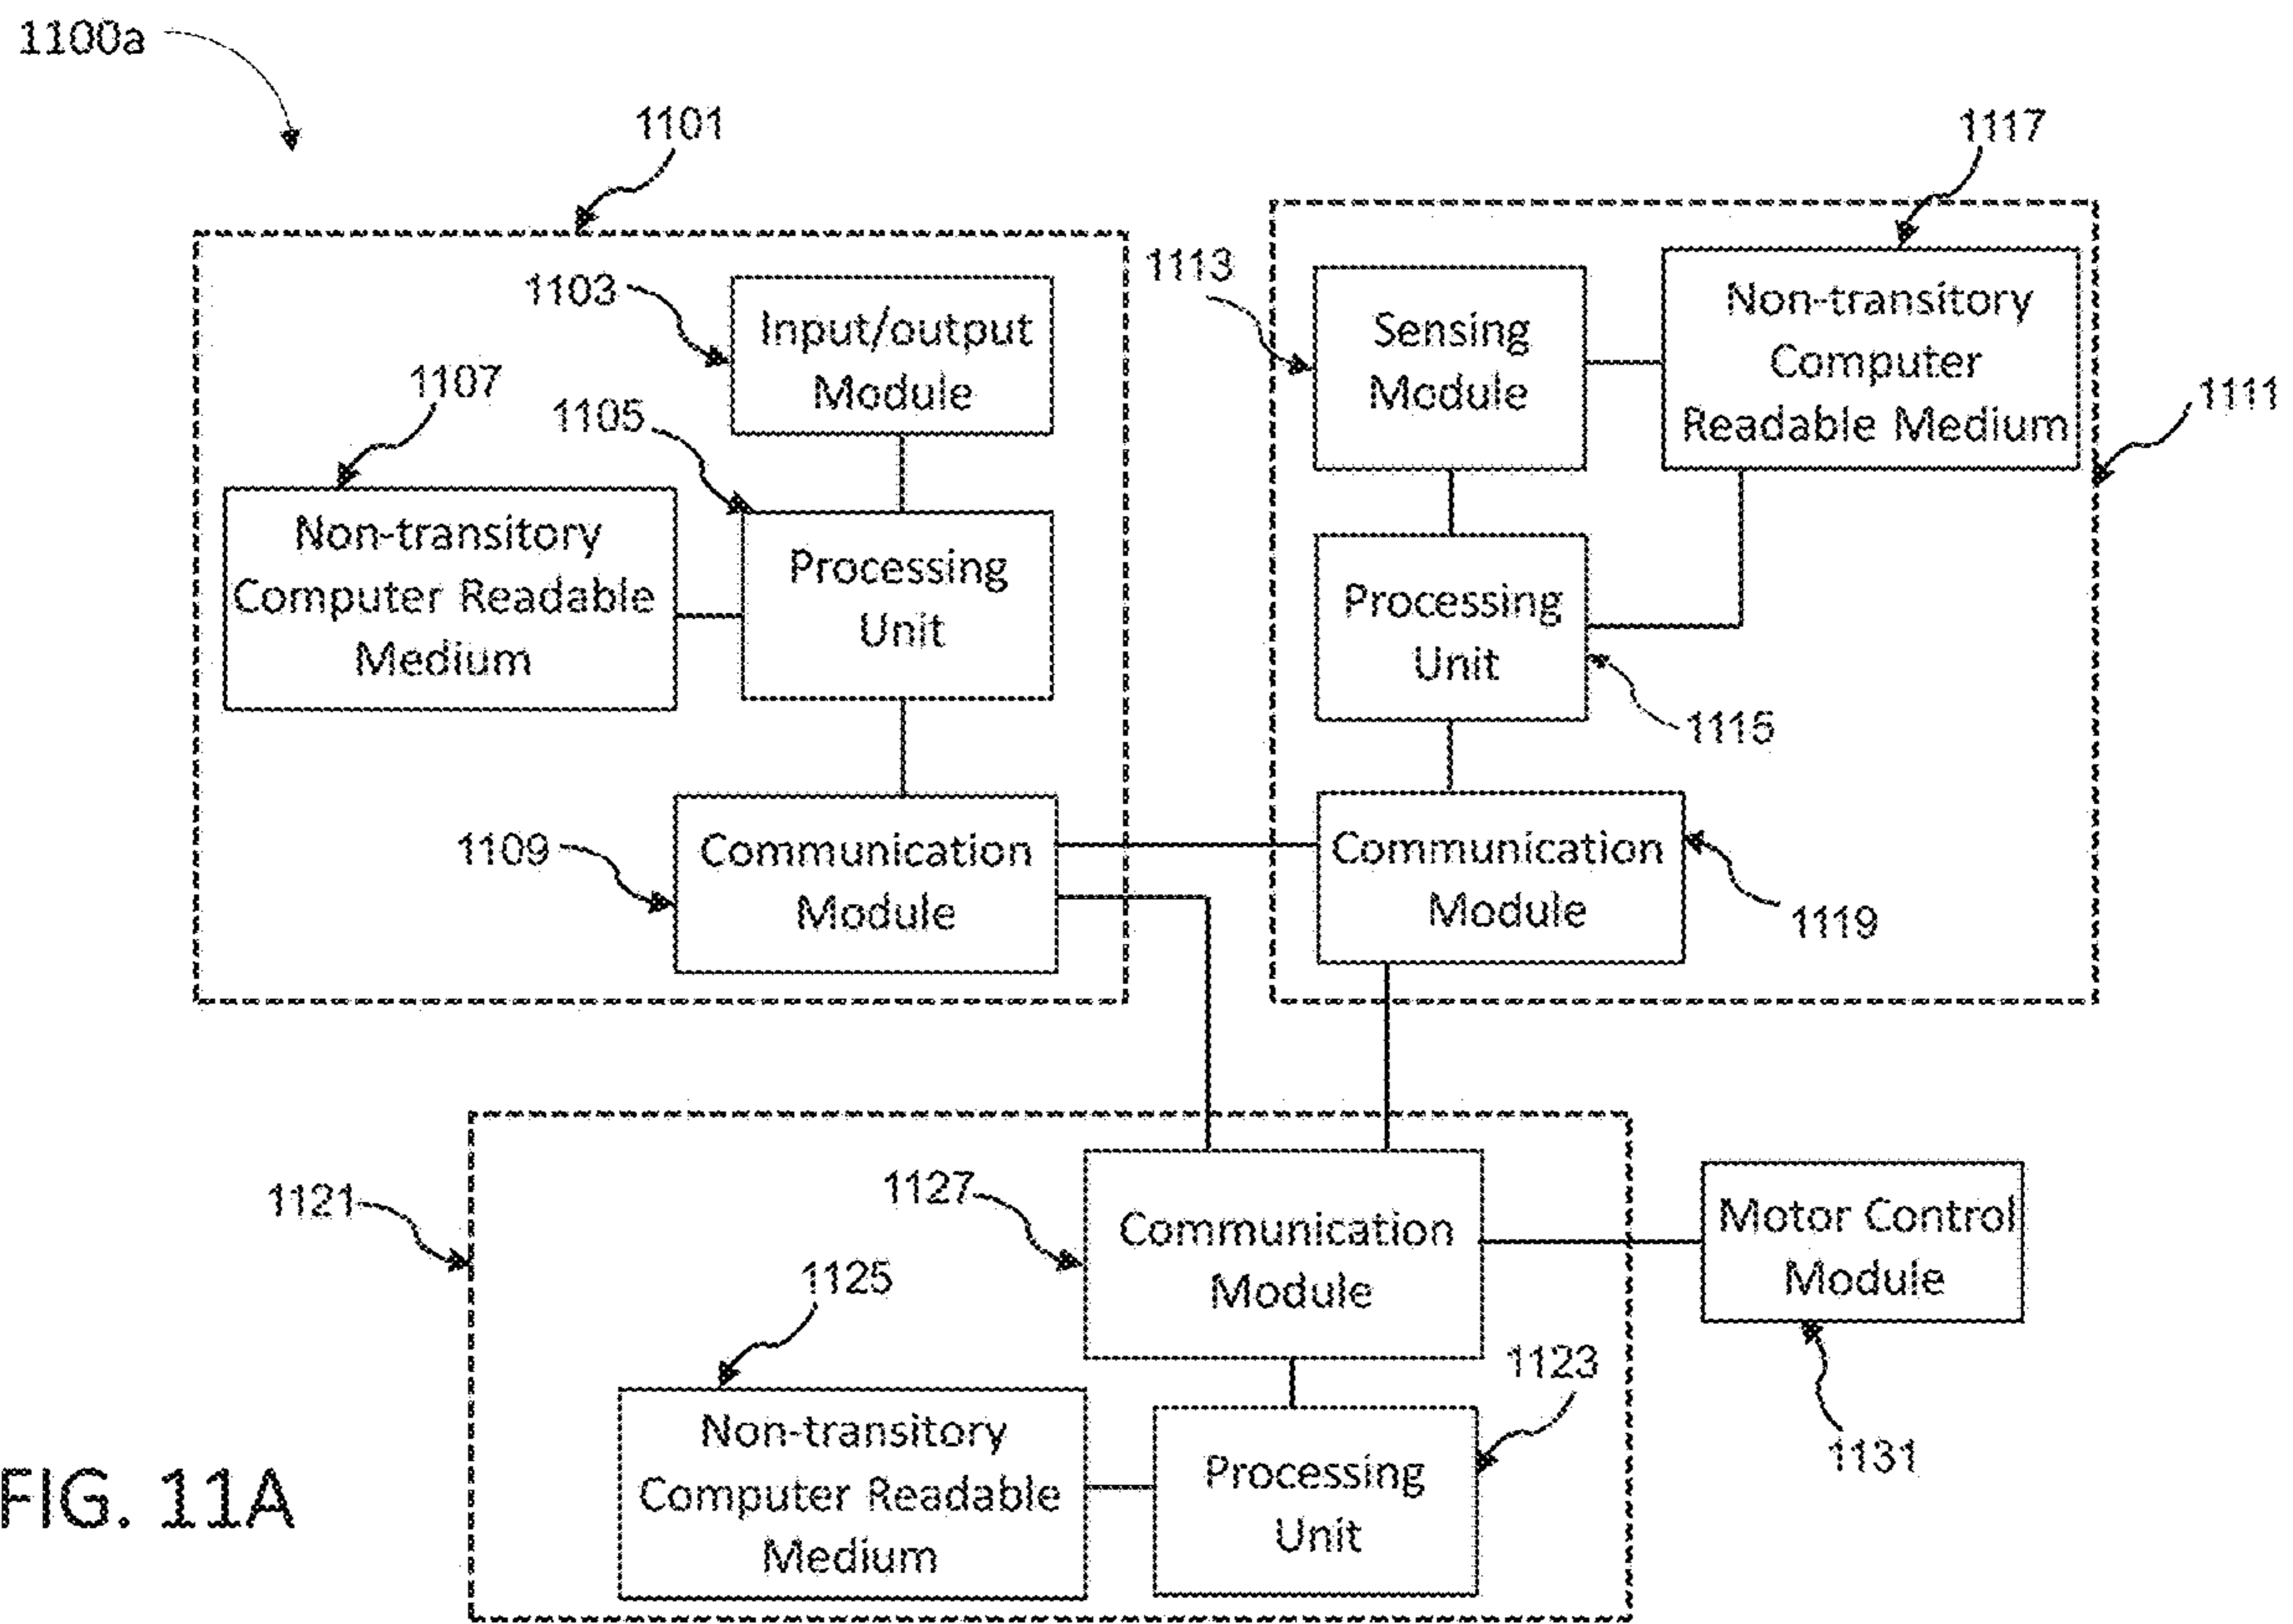 1100a
1101
1103
Input/output
Module
1107
1105
Non-transitory
Computer Readable
Medium
Processing
Unit
1109
Communication
Module
1117
1113
Sensing
Module
Non-transitory
Computer
Readable Medium
1111
Processing
Unit
1115
Communication
Module
1119
1121
1127
Communication
Module
Motor Control
Module
1131
1125
1123
Non-transitory
Computer Readable
Medium
Processing
Unit
FIG. 11A